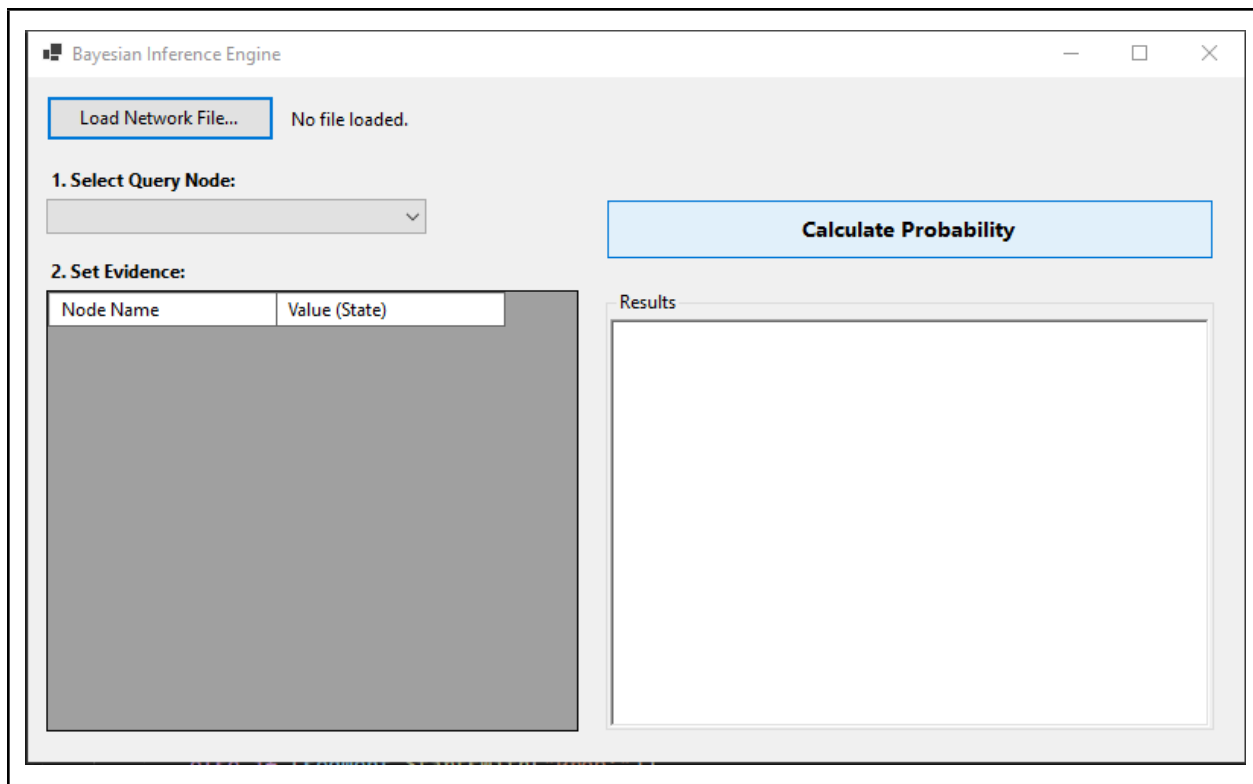 Bayesian Inference Engine
Load Network File...
No file loaded.
1. Select Query Node:
Calculate Probability
2. Set Evidence:
Node Name
Value (State)
Results